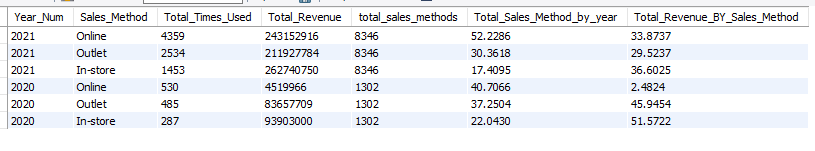 Year_Num Sales_Method Total_Times_Used Total_Revenue total_sales_methods Total_Sales_Method_by_year Total_Revenue_BY_Sales_Method
2021 Online 4359 243152916 8346 52.2286 33.8737
2021 Outlet 2534 211927784 8346 30.3618 29.5237
2021 In-store 1453 262740750 8346 17.4095 36.6025
2020 Online 530 4519966 1302 40.7066 2.4824
2020 Outlet 485 83657709 1302 37.2504 45.9454
2020 In-store 287 93903000 1302 22.0430 51.5722